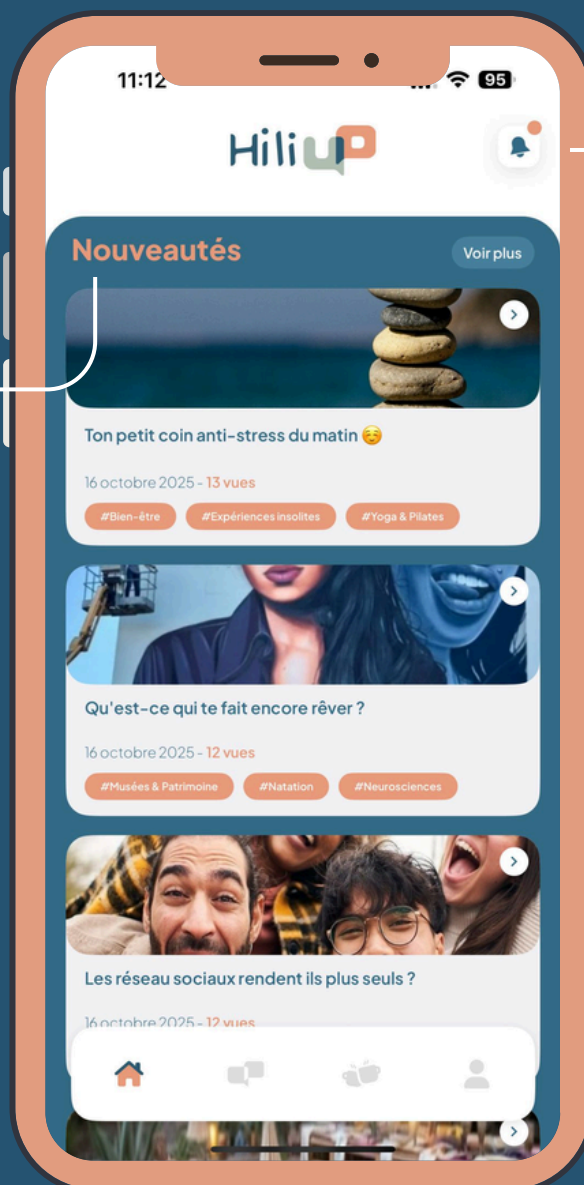 11:12
95
Hiliup
Nouveautés
Voir plus
Ton petit coin anti-stress du matin 😌
16 octobre 2025 - 13 vues
#Bien-être #Expériences insolites #Yoga & Pilates
Qu'est-ce qui te fait encore rêver ?
16 octobre 2025 - 12 vues
#Musées & Patrimoine #Natation #Neurosciences
Les réseau sociaux rendent ils plus seuls ?
16 octobre 2025 - 12 vues